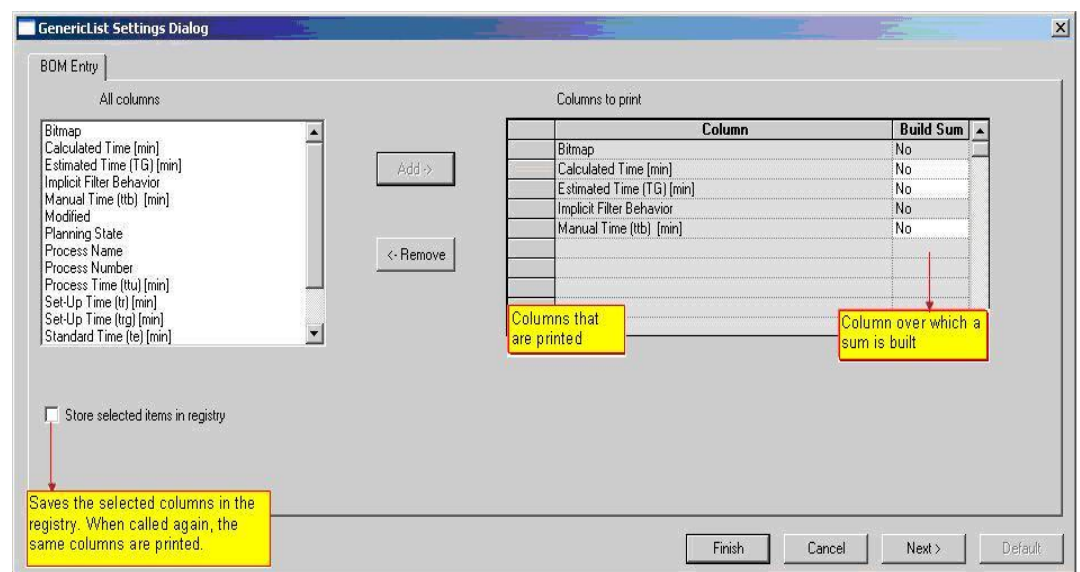 GenericList Settings Dialog
BOM Entry
All columns
Bitmap
Calculated Time [min]
Estimated Time (TG) [min]
Implicit Filter Behavior
Manual Time (ttb) [min]
Modified
Planning State
Process Name
Process Number
Process Time (ttu) [min]
Set-Up Time (tr) [min]
Set-Up Time (trg) [min]
Standard Time (te) [min]
Add ->
<- Remove
Columns to print
Column Build Sum
Bitmap No
Calculated Time [min] No
Estimated Time (TG) [min] No
Implicit Filter Behavior No
Manual Time (ttb) [min] No
Columns that
are printed
Column over which a
sum is built
Store selected items in registry
Saves the selected columns in the
registry. When called again, the
same columns are printed.
Finish Cancel Next > Default